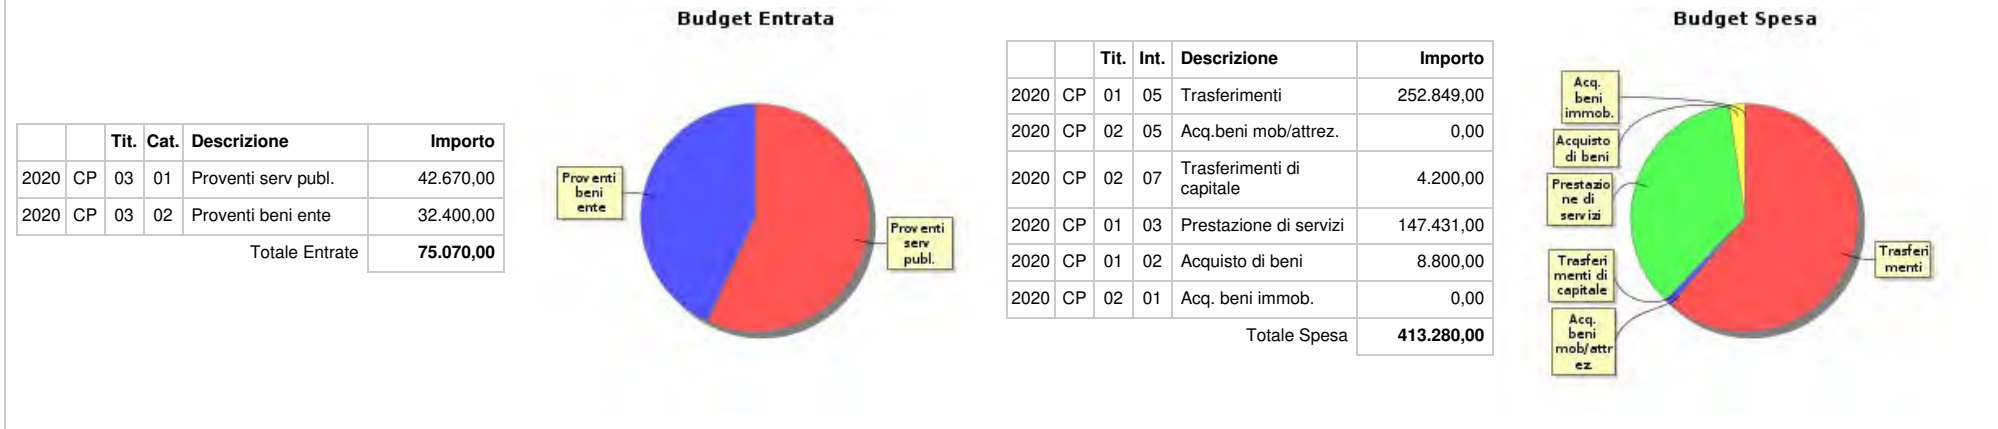 Budget Entrata
Tit. Cat. Descrizione Importo
2020 CP 03 01 Proventi serv publ. 42.670,00
2020 CP 03 02 Proventi beni ente 32.400,00
Totale Entrate 75.070,00
Proventi
beni
ente
Proventi
serv
publ.
Budget Spesa
Tit. Int. Descrizione Importo
2020 CP 01 05 Trasferimenti 252.849,00
2020 CP 02 05 Acq.beni mob/attrez. 0,00
2020 CP 02 07 Trasferimenti di
capitale 4.200,00
2020 CP 01 03 Prestazione di servizi 147.431,00
2020 CP 01 02 Acquisto di beni 8.800,00
2020 CP 02 01 Acq. beni immob. 0,00
Totale Spesa 413.280,00
Acq.
beni
immob.
Acquisto
di beni
Prestazio
ne di
servizi
Trasferi
menti di
capitale
Acq.
beni
mob/attr
ez.
Trasferi
menti